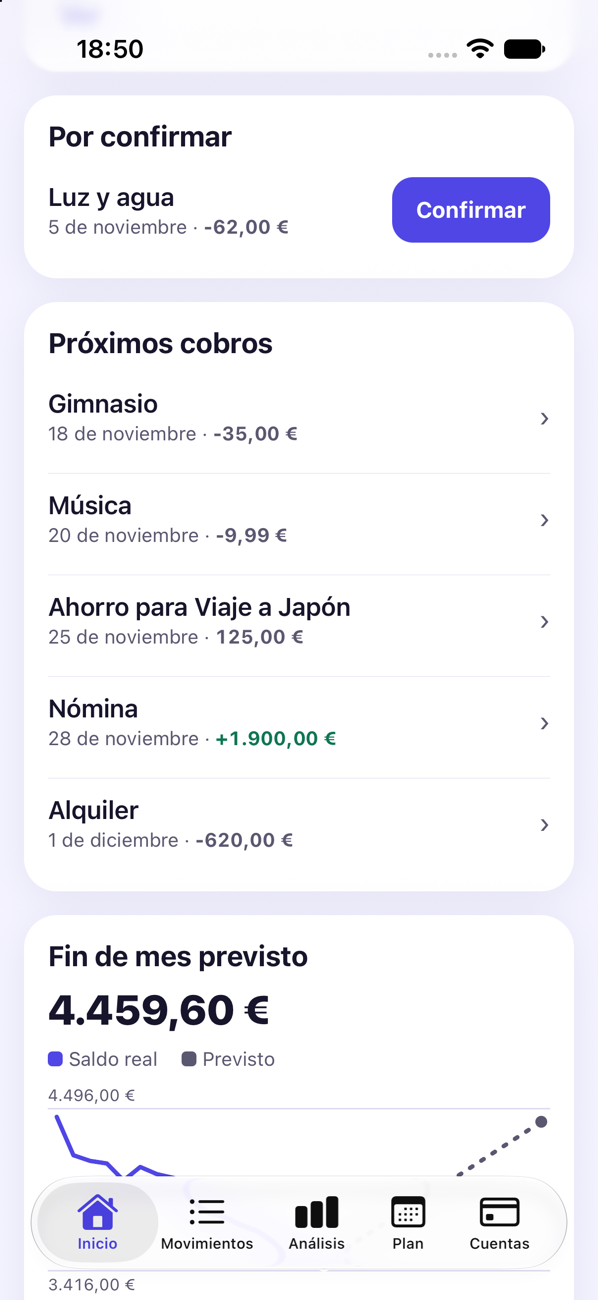 18:50
Por confirmar
Luz y agua
5 de noviembre · -62,00 €
Confirmar
Próximos cobros
Gimnasio
18 de noviembre · -35,00 €
›
Música
20 de noviembre · -9,99 €
›
Ahorro para Viaje a Japón
25 de noviembre · 125,00 €
›
Nómina
28 de noviembre · +1.900,00 €
›
Alquiler
1 de diciembre · -620,00 €
›
Fin de mes previsto
4.459,60 €
Saldo real Previsto
4.496,00 €
Inicio Movimientos Análisis Plan Cuentas
3.416,00 €